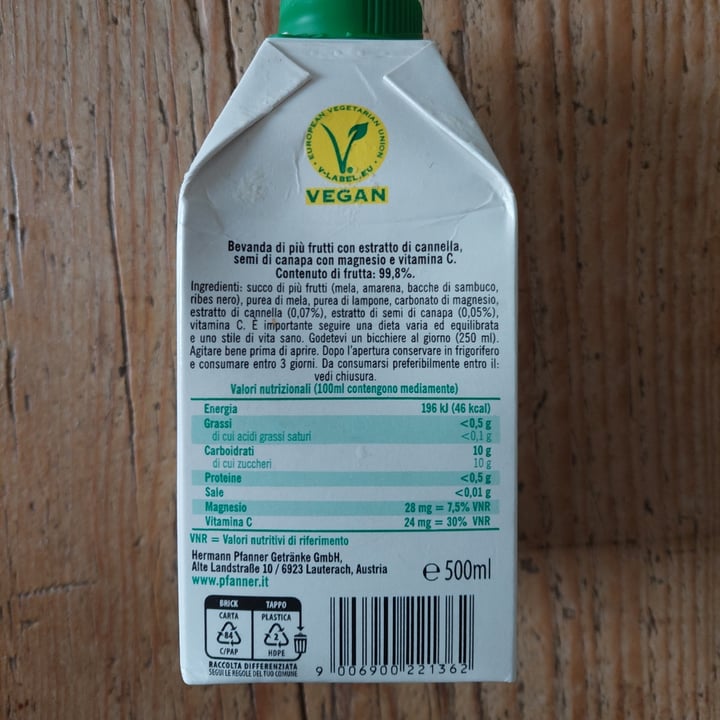 EUROPEAN VEGETARIAN UNION
V-LABEL.EU
VEGAN
Bevanda di più frutti con estratto di cannella,
semi di canapa con magnesio e vitamina C.
Contenuto di frutta: 99,8%.
Ingredienti: succo di più frutti (mela, amarena, bacche di sambuco,
ribes nero), purea di mela, purea di lampone, carbonato di magnesio,
estratto di cannella (0,07%), estratto di semi di canapa (0,05%),
vitamina C. È importante seguire una dieta varia ed equilibrata
e uno stile di vita sano. Godetevi un bicchiere al giorno (250 ml).
Agitare bene prima di aprire. Dopo l'apertura conservare in frigorifero
e consumare entro 3 giorni. Da consumarsi preferibilmente entro il:
vedi chiusura.
Valori nutrizionali (100ml contengono mediamente)
Energia 196 kJ (46 kcal)
Grassi <0,5 g
di cui acidi grassi saturi <0,1 g
Carboidrati 10 g
di cui zuccheri 10 g
Proteine <0,5 g
Sale <0,01 g
Magnesio 28 mg = 7,5% VNR
Vitamina C 24 mg = 30% VNR
VNR = Valori nutritivi di riferimento
Hermann Pfanner Getränke GmbH,
Alte Landstraße 10 / 6923 Lauterach, Austria
www.pfanner.it
e 500ml
BRICK TAPPO
CARTA PLASTICA
84 2
C/PAP HDPE
RACCOLTA DIFFERENZIATA
SEGUI LE REGOLE DEL TUO COMUNE
9 006900 221362